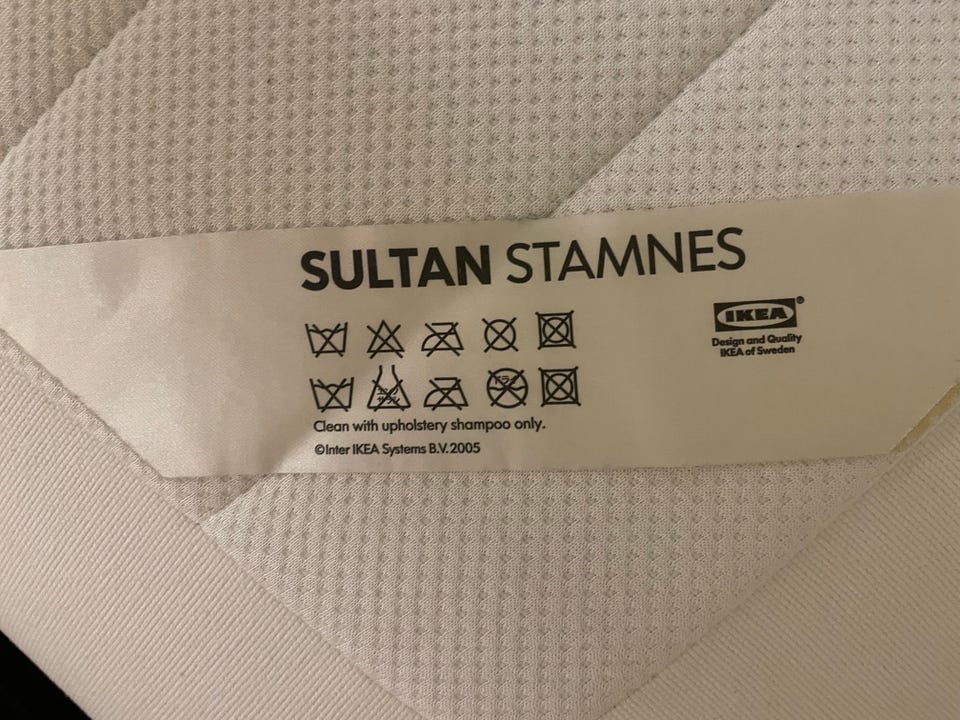 SULTAN STAMNES
IKEA®
Design and Quality
IKEA of Sweden
Clean with upholstery shampoo only.
©Inter IKEA Systems B.V. 2005